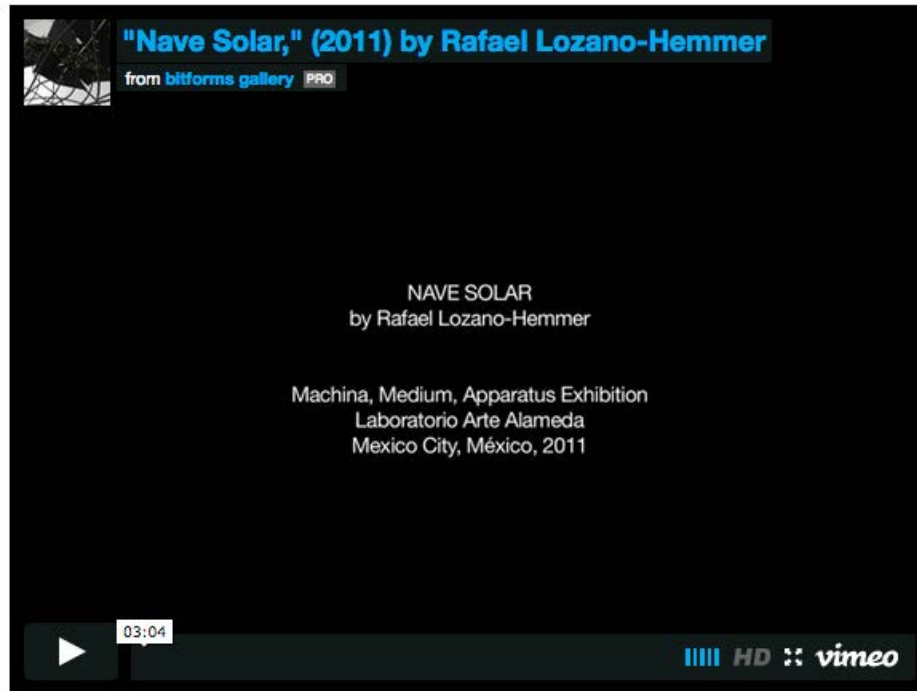 "Nave Solar," (2011) by Rafael Lozano-Hemmer
from bitforms gallery PRO
NAVE SOLAR
by Rafael Lozano-Hemmer
Machina, Medium, Apparatus Exhibition
Laboratorio Arte Alameda
Mexico City, México, 2011
03:04
HD vimeo